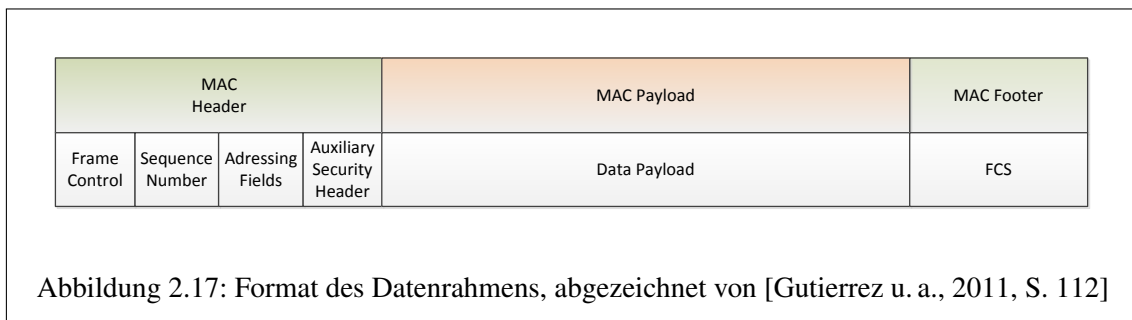 MAC
Header
MAC Payload
MAC Footer
Frame
Control
Sequence
Number
Adressing
Fields
Auxiliary
Security
Header
Data Payload
FCS
Abbildung 2.17: Format des Datenrahmens, abgezeichnet von [Gutierrez u. a., 2011, S. 112]